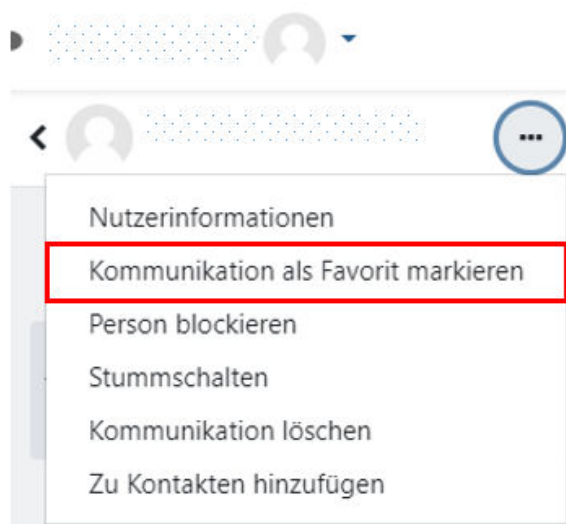 Nutzerinformationen
Kommunikation als Favorit markieren
Person blockieren
Stummschalten
Kommunikation löschen
Zu Kontakten hinzufügen